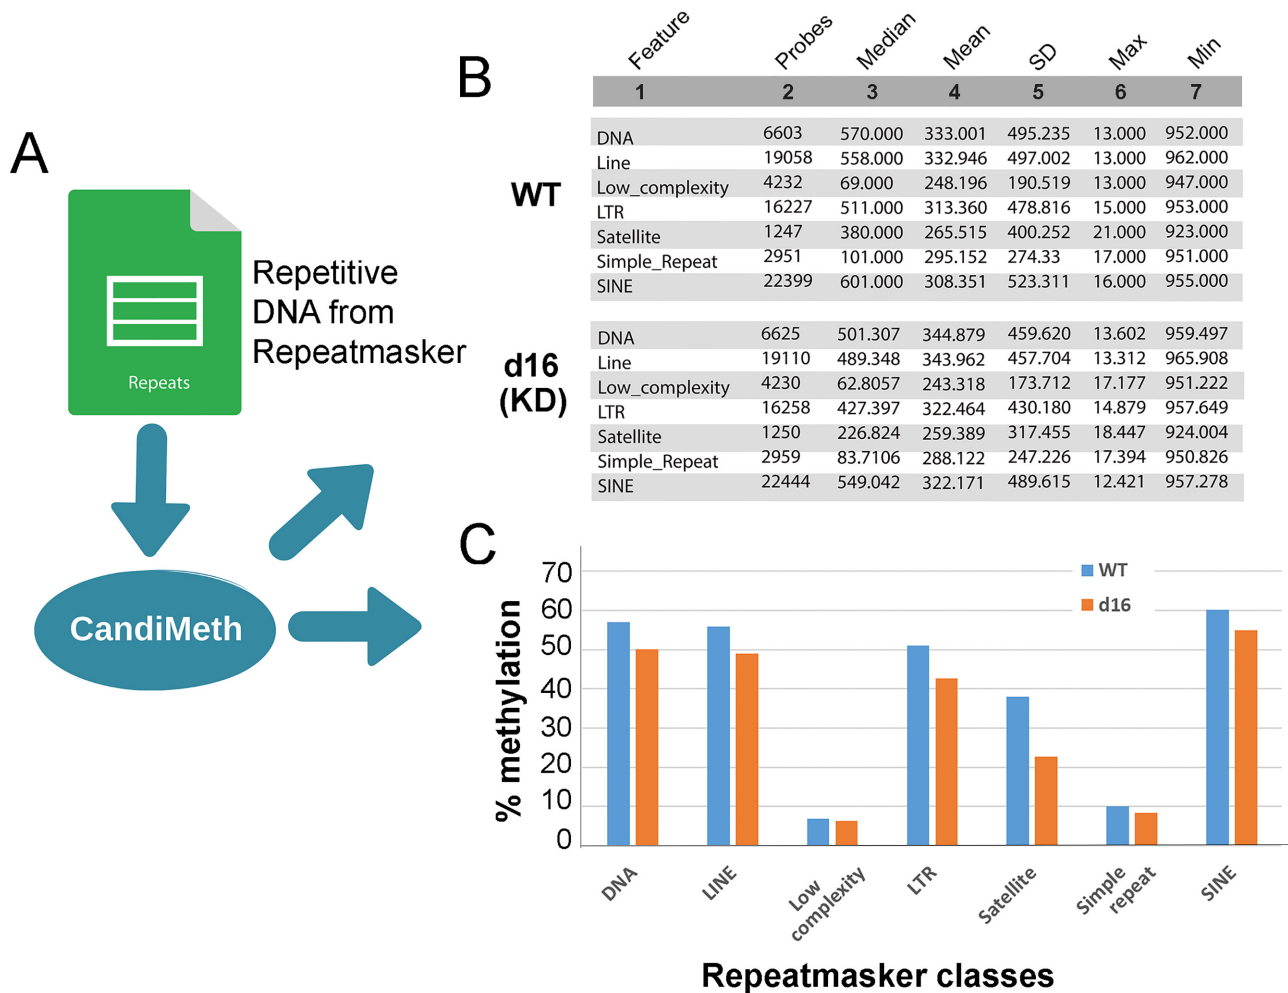 A
Repeats
Repetitive
DNA from
Repeatmasker
CandiMeth
B
Feature Probes Median Mean SD Max Min
1 2 3 4 5 6 7
WT
DNA 6603 570.000 333.001 495.235 13.000 952.000
Line 19058 558.000 332.946 497.002 13.000 962.000
Low_complexity 4232 69.000 248.196 190.519 13.000 947.000
LTR 16227 511.000 313.360 478.816 15.000 953.000
Satellite 1247 380.000 265.515 400.252 21.000 923.000
Simple_Repeat 2951 101.000 295.152 274.33 17.000 951.000
SINE 22399 601.000 308.351 523.311 16.000 955.000
d16
(KD)
DNA 6625 501.307 344.879 459.620 13.602 959.497
Line 19110 489.348 343.962 457.704 13.312 965.908
Low_complexity 4230 62.8057 243.318 173.712 17.177 951.222
LTR 16258 427.397 322.464 430.180 14.879 957.649
Satellite 1250 226.824 259.389 317.455 18.447 924.004
Simple_Repeat 2959 83.7106 288.122 247.226 17.394 950.826
SINE 22444 549.042 322.171 489.615 12.421 957.278
C
% methylation
70
60
50
40
30
20
10
0
WT
d16
DNA
LINE
Low
complexity
LTR
Satellite
Simple
repeat
SINE
Repeatmasker classes